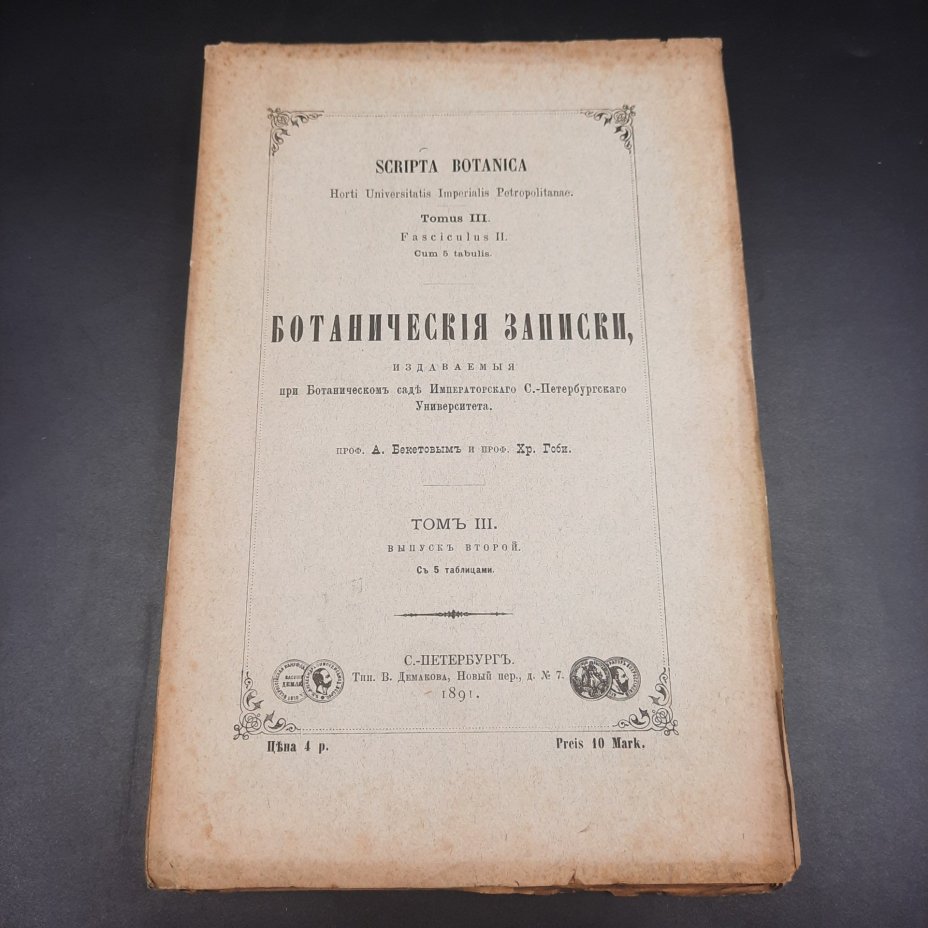 SCRIPTA BOTANICA
Horti Universitatis Imperialis Petropolitanae.
Tomus III.
Fasciculus II.
Cum 5 tabulis.
БОТАНИЧЕСКІЯ ЗАПИСКИ,
ИЗДАВАЕМЫЯ
при Ботаническомъ садѣ Императорскаго С.-Петербургскаго
Университета.
ПРОФ. А. Бекетовымъ И ПРОФ. Хр. Гоби.
ТОМЪ III.
ВЫПУСКЪ ВТОРОЙ.
Съ 5 таблицами.
С.-ПЕТЕРБУРГЪ.
Тип. В. Демакова, Новый пер., д. № 7.
1891.
Цѣна 4 р.
Preis 10 Mark.